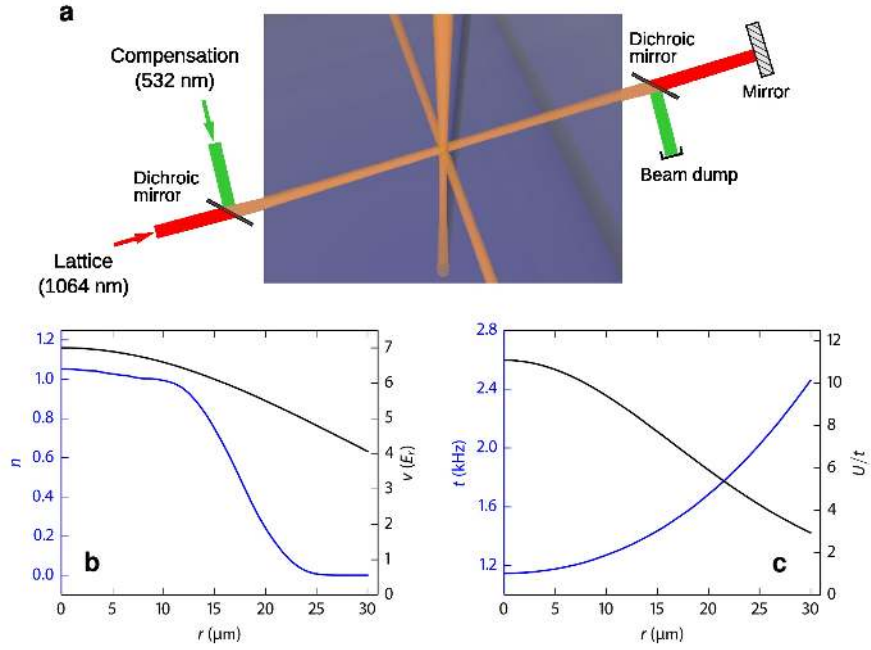 a
Compensation
(532 nm)
Dichroic
mirror
Mirror
Dichroic
mirror
Beam dump
Lattice
(1064 nm)
1.2
1.0
0.8
0.6
0.4
0.2
0.0
n
7
6
5
4
3
2
1
0
v (Er)
b
0 5 10 15 20 25 30
r (μm)
2.8
2.4
2.0
1.6
1.2
t (kHz)
12
10
8
6
4
2
0
U/t
c
0 5 10 15 20 25 30
r (μm)